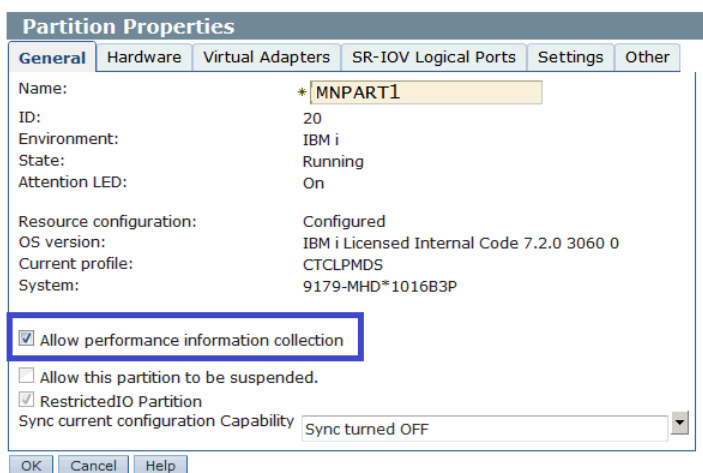 Partition Properties
General Hardware Virtual Adapters SR-IOV Logical Ports Settings Other
Name: * MNPART1
ID: 20
Environment: IBM i
State: Running
Attention LED: On
Resource configuration: Configured
OS version: IBM i Licensed Internal Code 7.2.0 3060 0
Current profile: CTCLPMDS
System: 9179-MHD*1016B3P
Allow performance information collection
Allow this partition to be suspended.
RestrictedIO Partition
Sync current configuration Capability Sync turned OFF
OK Cancel Help